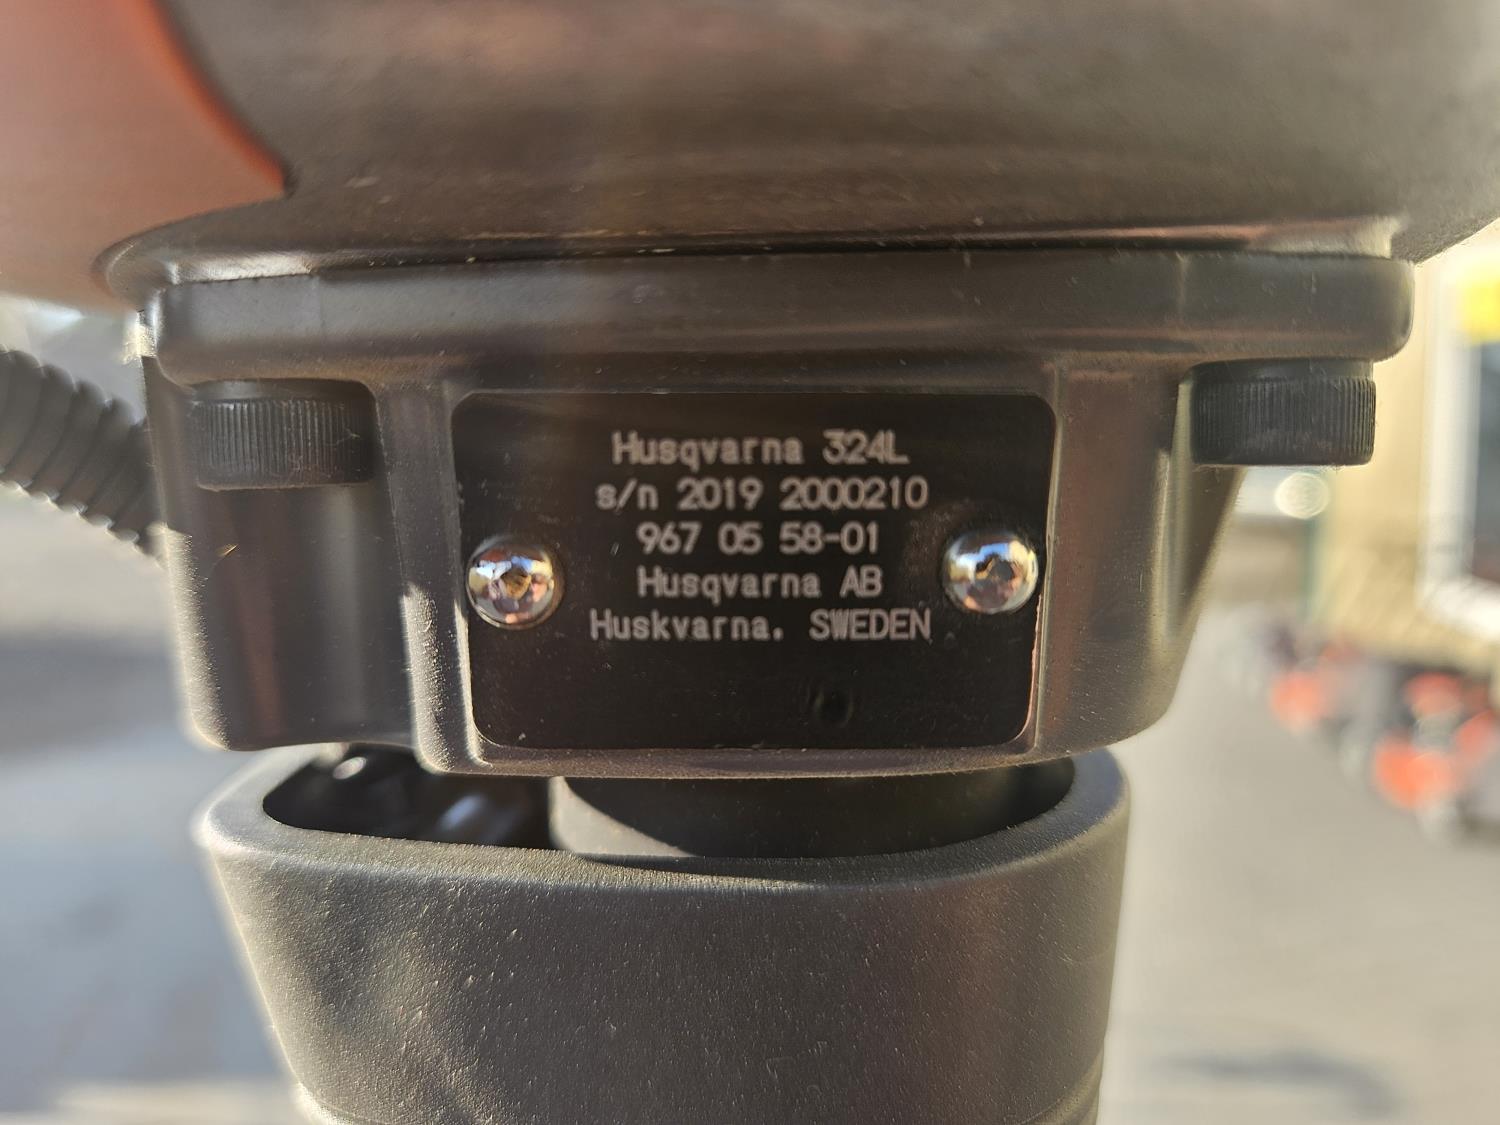 Husqvarna 324L
s/n 2019 2000210
967 05 58-01
Husqvarna AB
Huskvarna. SWEDEN